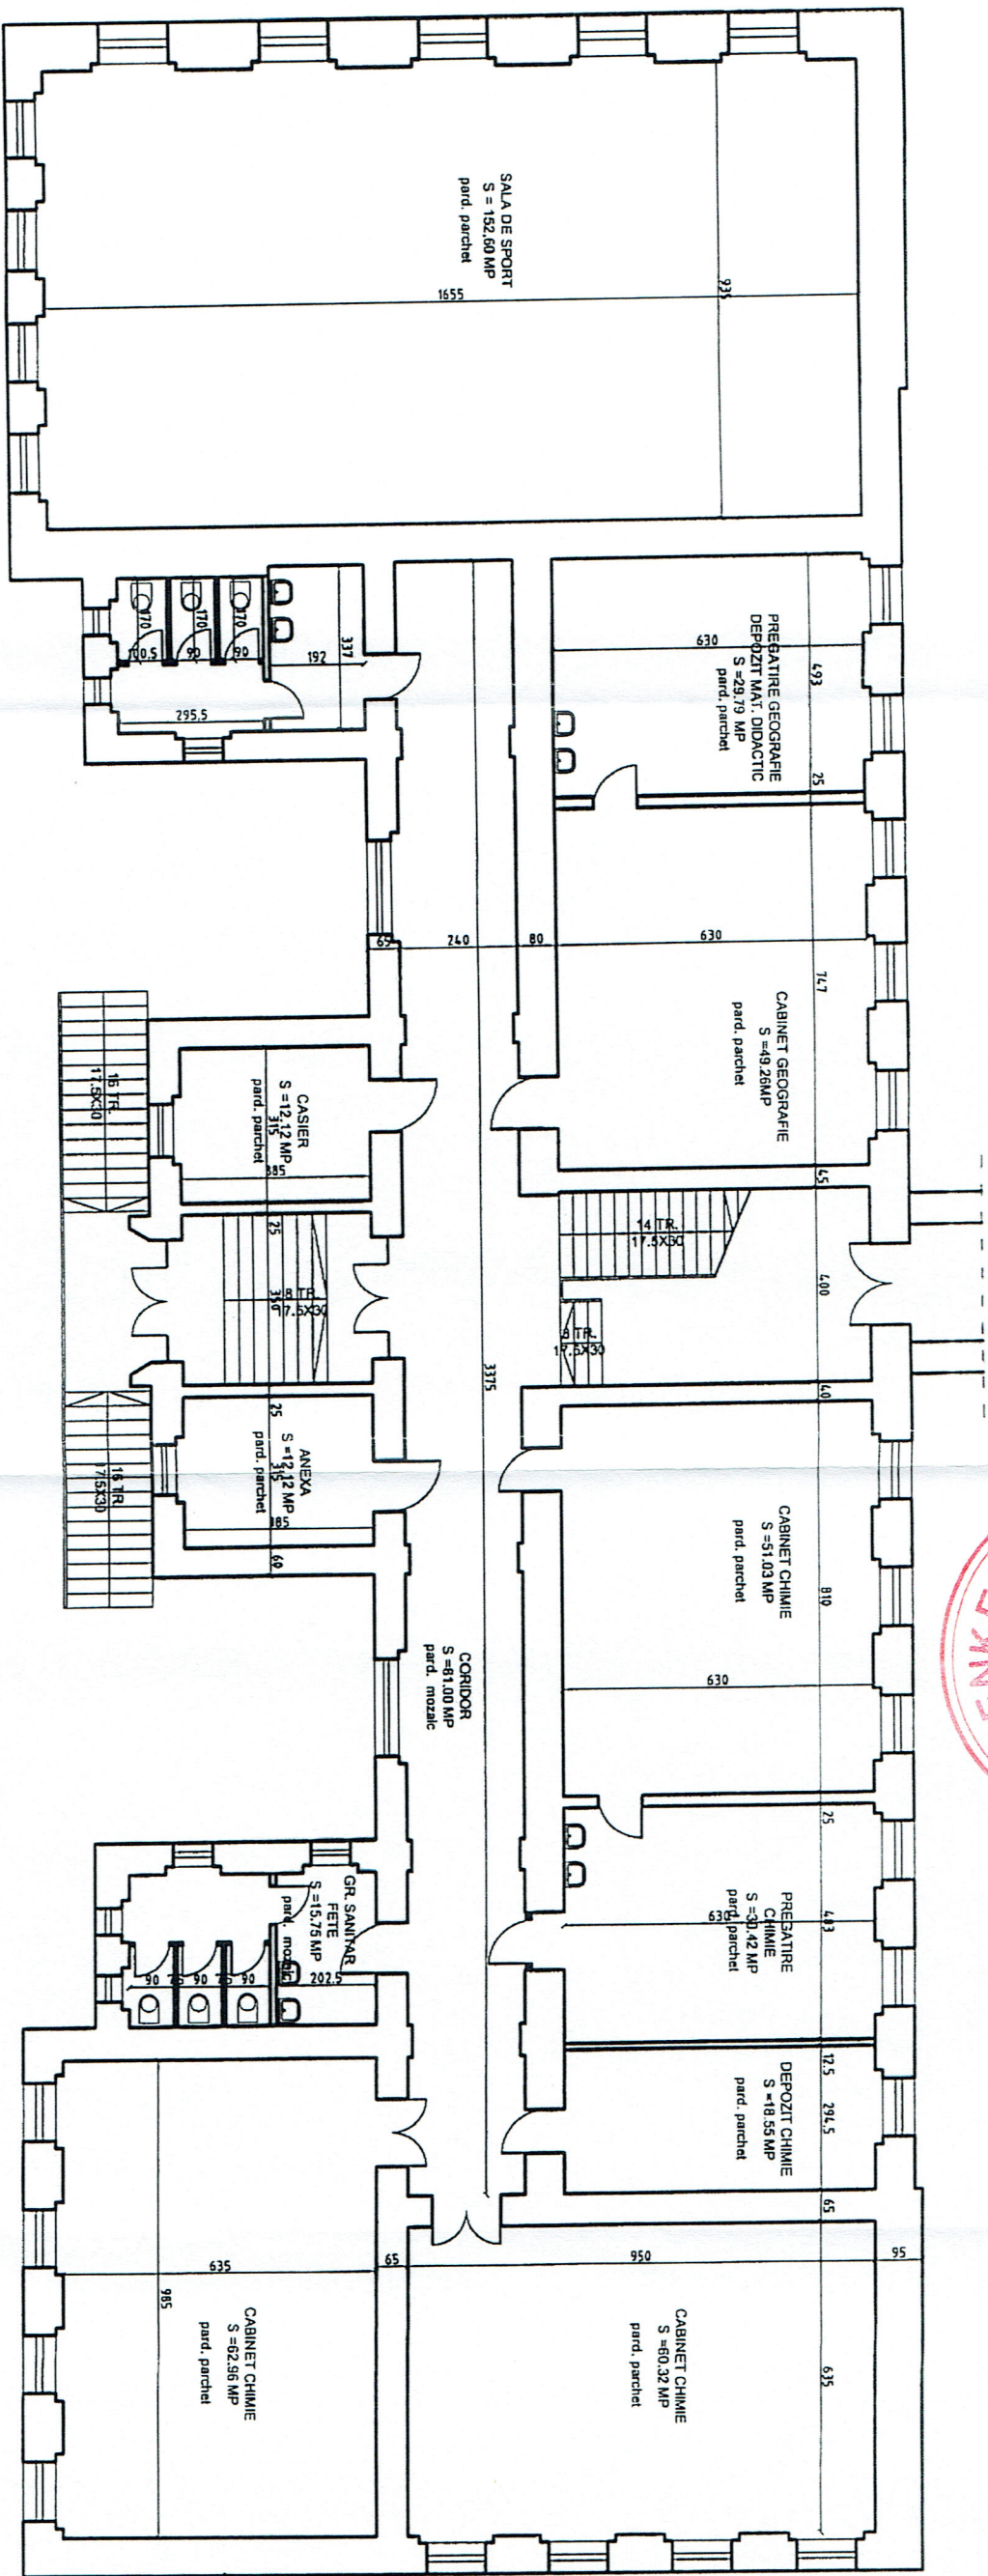 SALA DE SPORT
S = 152,60 MP
pard. parchet
1655
935
PREGATIRE GEOGRAFIE
DEPOZIT MAT. DIDACTIC
S =29.79 MP
pard. parchet
630
493
25
170
170
170
100.5
90
90
192
337
295.5
CABINET GEOGRAFIE
S =49.26MP
pard. parchet
630
747
65
240
80
45
16 TR.
17.5X30
CASIER
S =12,12 MP
315
pard. parchet
385
25
14 TR.
17.5X30
400
8 TR.
17.5X30
350
17.5X30
3375
40
25
ANEXA
S =12,12 MP
315
pard. parchet
60
16 TR.
17.5X30
CABINET CHIMIE
S =51.03 MP
pard. parchet
810
630
CORIDOR
S =81.00 MP
pard. mozaic
25
GR. SANITAR
FETE
S =15.75 MP
pard. mozaic
90
90
90
202.5
PREGATIRE
CHIMIE
S =30.42 MP
pard. parchet
630
483
12.5
DEPOZIT CHIMIE
S =18.55 MP
pard. parchet
294.5
65
635
65
950
95
985
CABINET CHIMIE
S =62.96 MP
pard. parchet
CABINET CHIMIE
S =60.32 MP
pard. parchet
635